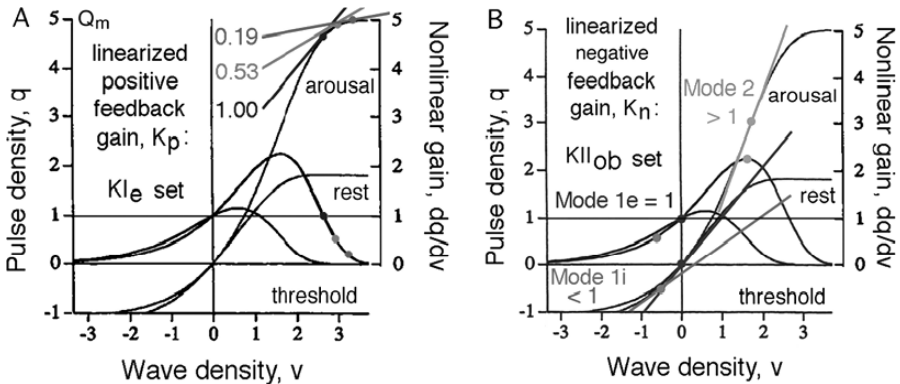 A
Qm
5
4
3
2
1
0
-1
Pulse density, q
linearized
positive
feedback
gain, Kp:
KIe set
0.19
0.53
1.00
arousal
rest
threshold
5
4
3
2
1
0
Nonlinear gain, dq/dv
-3 -2 -1 0 1 2 3
Wave density, v
B
5
4
3
2
1
0
-1
Pulse density, q
linearized
negative
feedback
gain, Kn:
KIIob set
Mode 2
> 1
arousal
Mode 1e = 1
rest
Mode 1i
< 1
threshold
5
4
3
2
1
0
Nonlinear gain, dq/dv
-3 -2 -1 0 1 2 3
Wave density, v